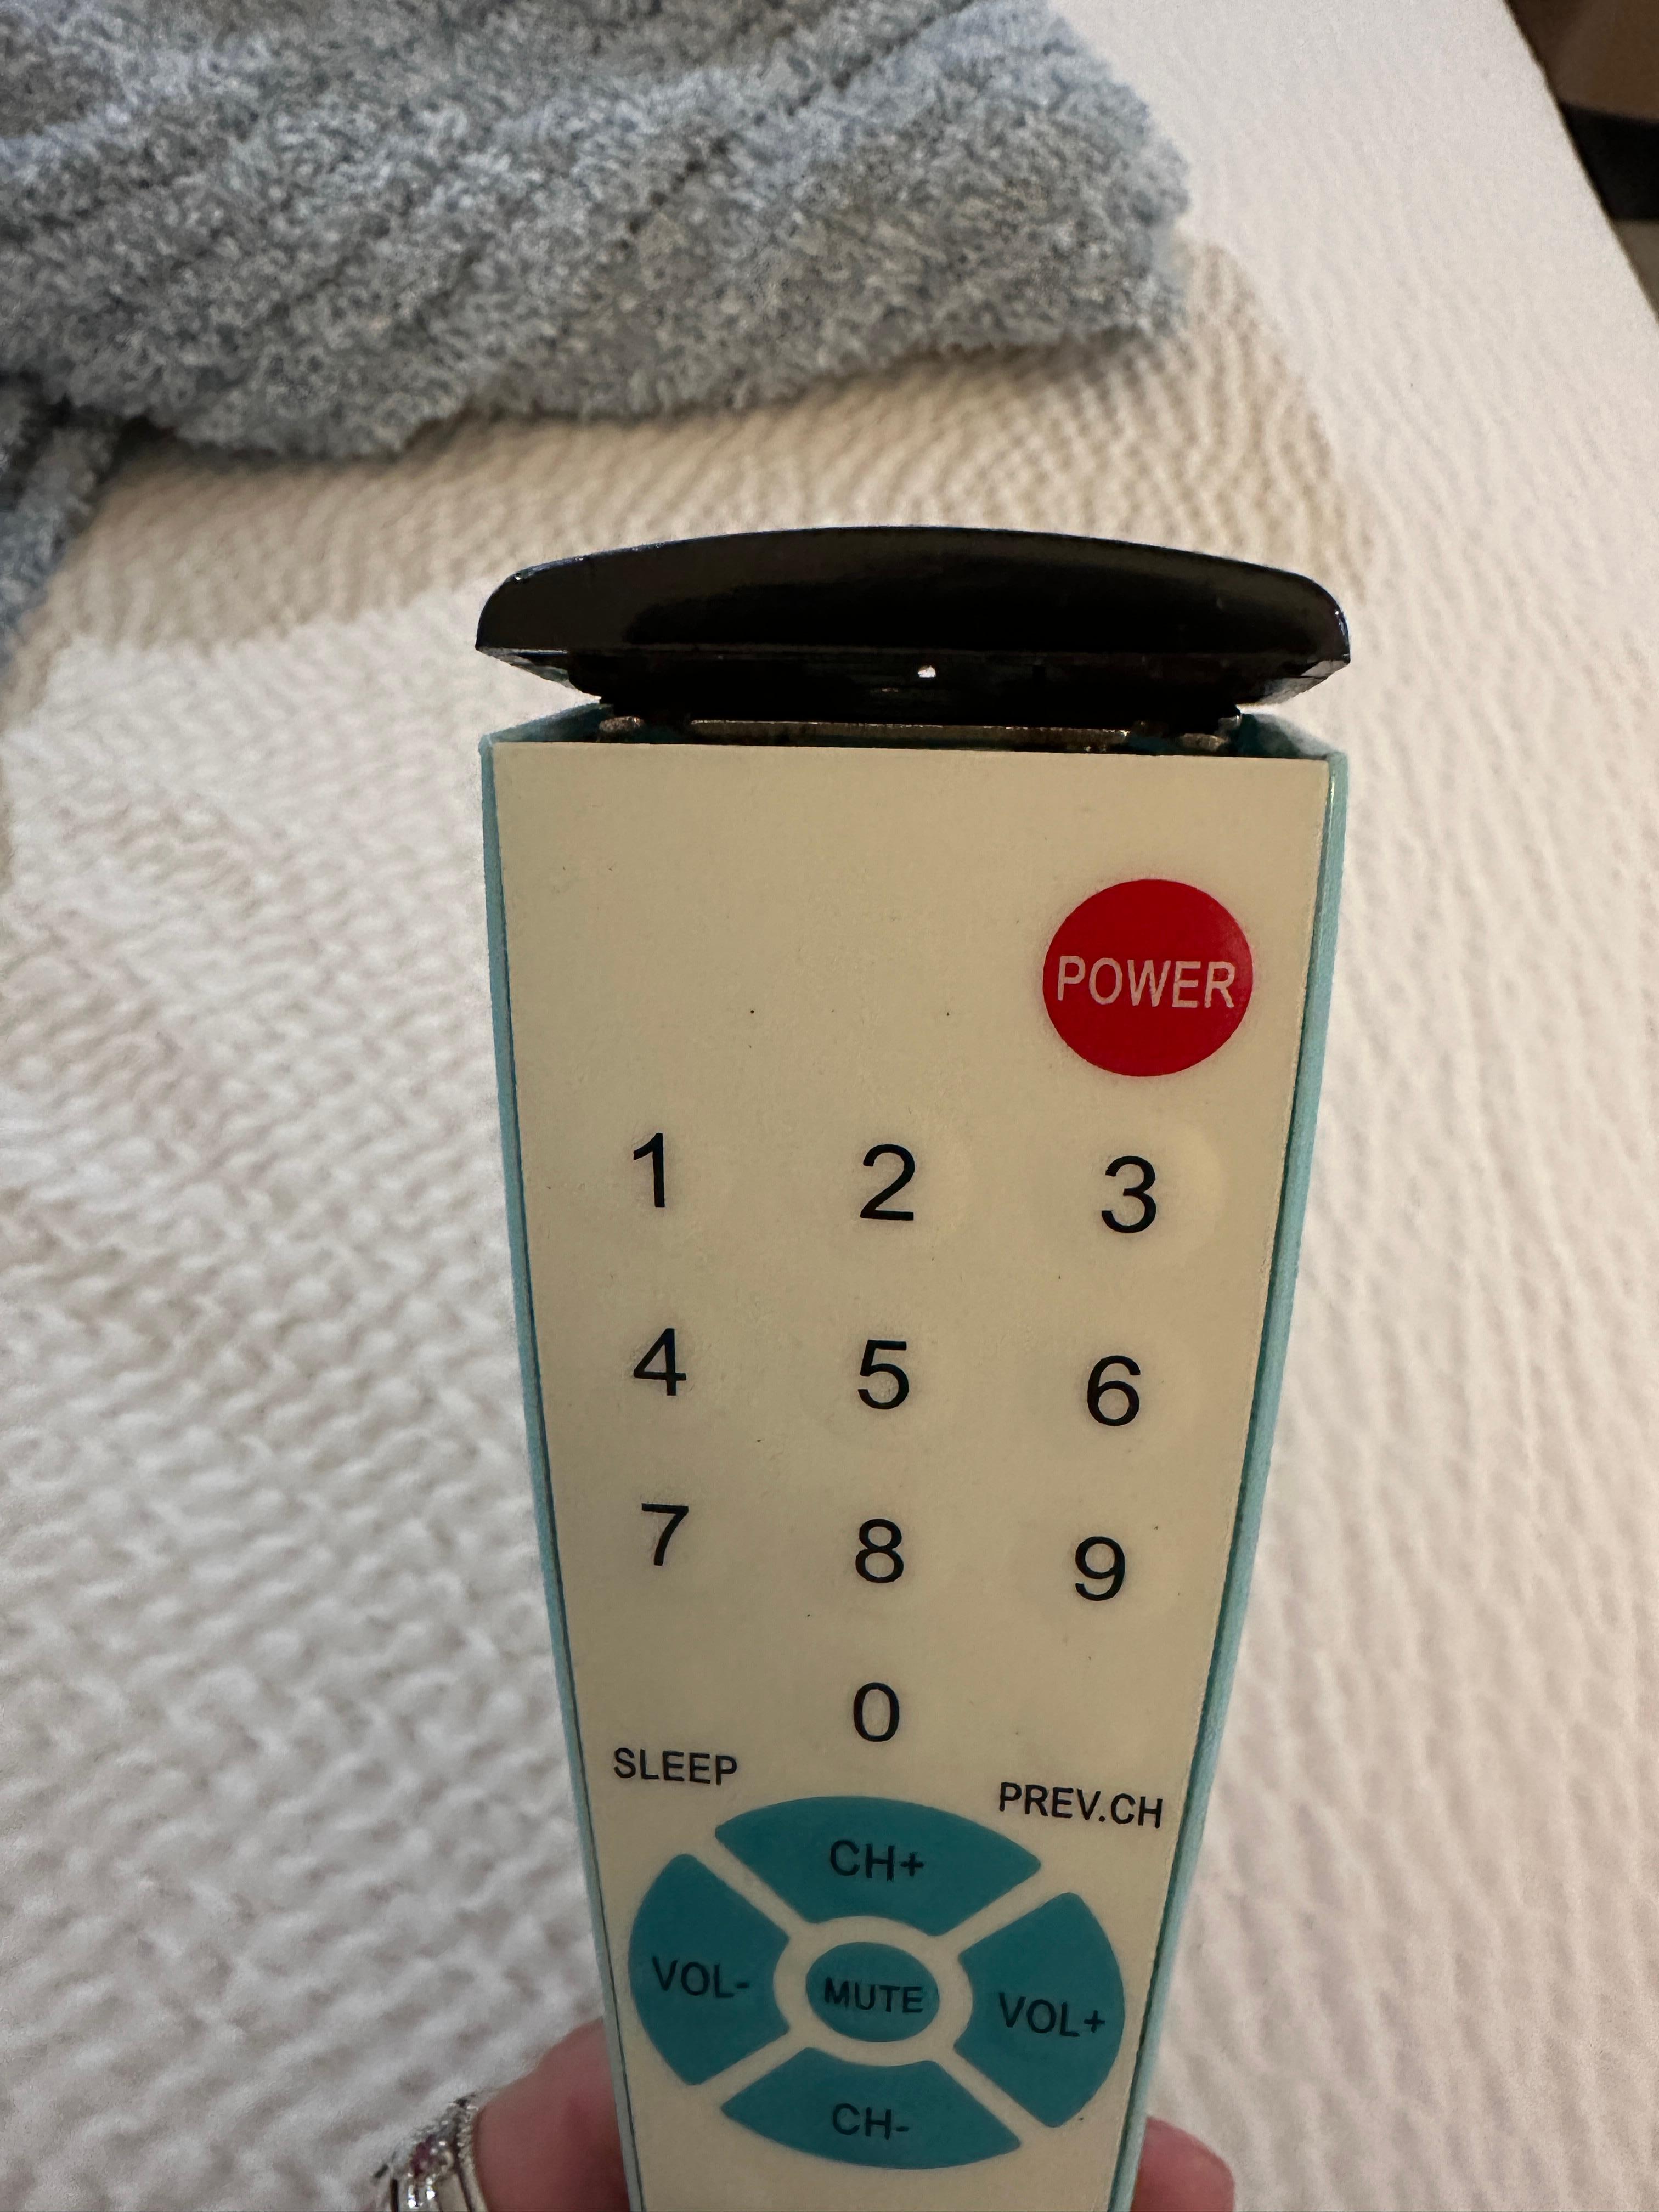 POWER
1 2 3
4 5 6
7 8 9
0
SLEEP PREV.CH
CH+
VOL- MUTE VOL+
CH-